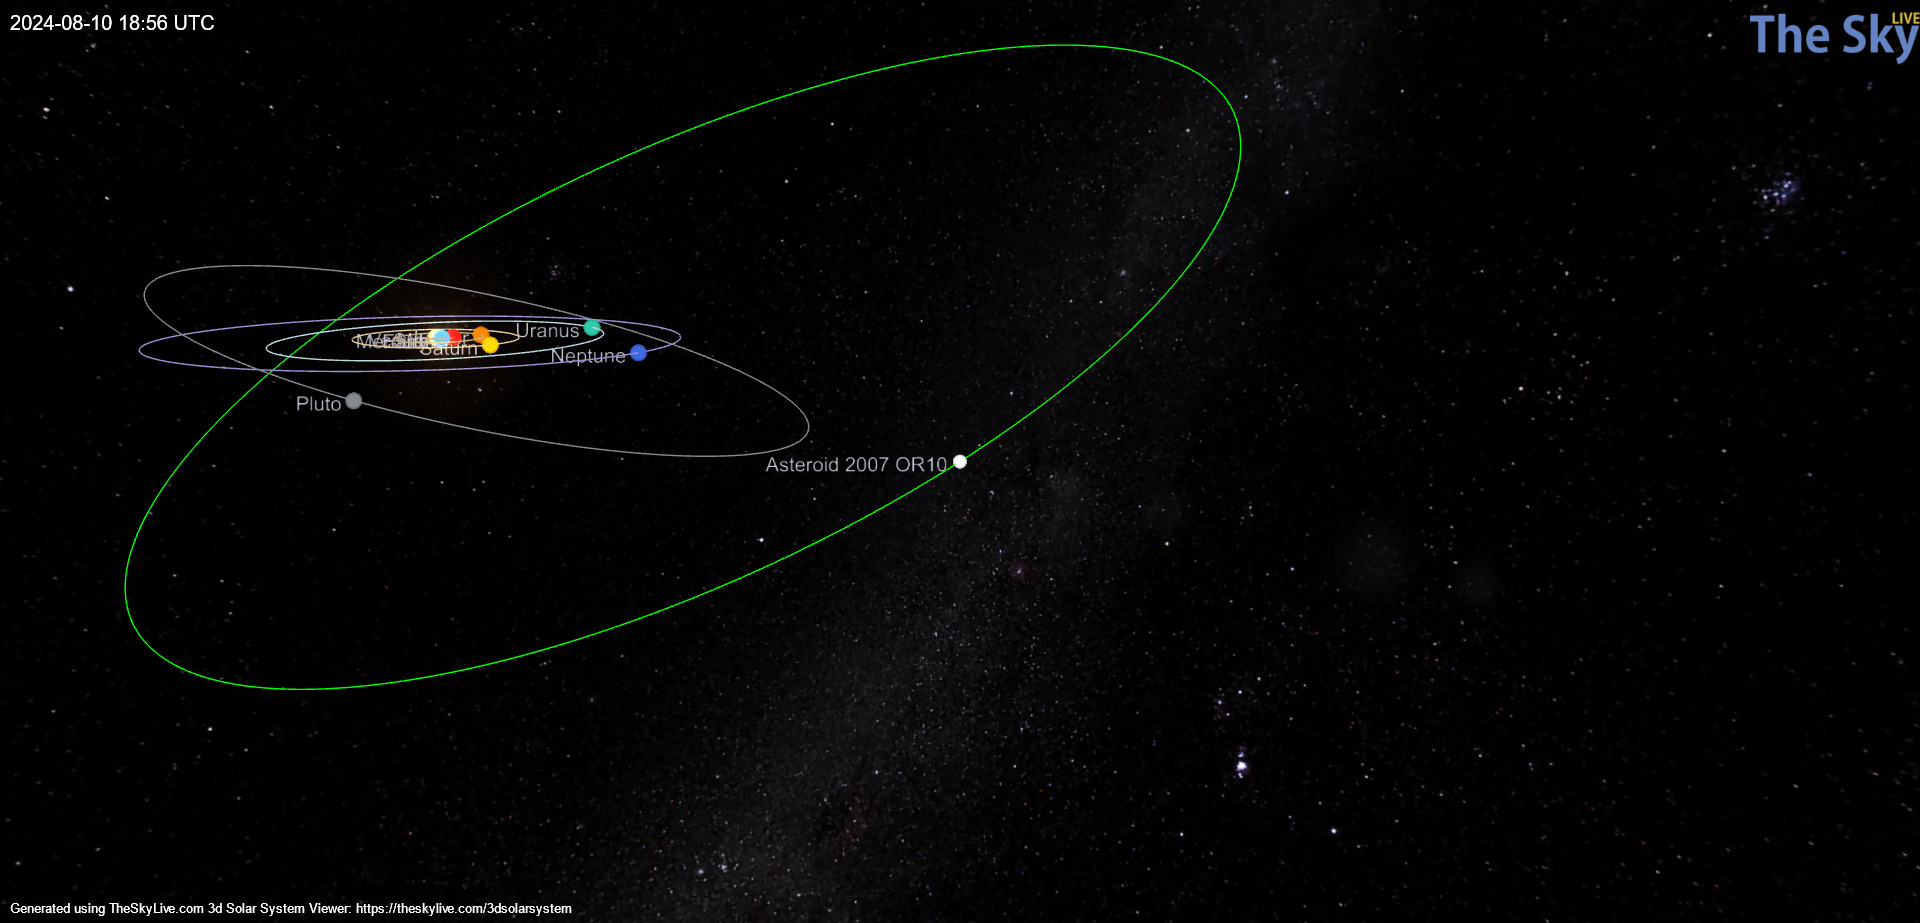 2024-08-10 18:56 UTC
The Sky LIVE
Uranus
Saturn
Neptune
Pluto
Asteroid 2007 OR10
Generated using TheSkyLive.com 3d Solar System Viewer: https://theskylive.com/3dsolarsystem